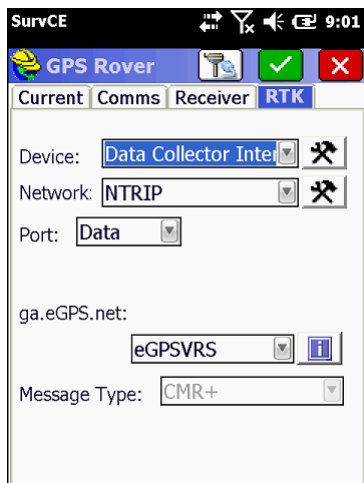 SurvCE 9:01
GPS Rover
Current Comms Receiver RTK
Device: Data Collector Inter
Network: NTRIP
Port: Data
ga.eGPS.net:
eGPSVRS
Message Type: CMR+